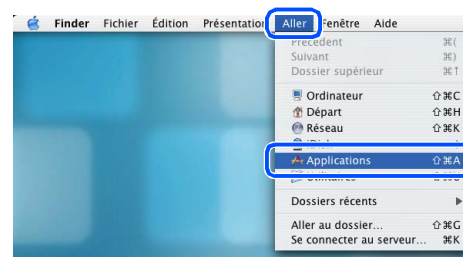 Finder Fichier Édition Présentation Aller Fenêtre Aide
Précédent ⌘(
Suivant ⌘)
Dossier supérieur ⌘↑
Ordinateur ⇧⌘C
Départ ⇧⌘H
Réseau ⇧⌘K
Applications ⇧⌘A
Dossiers récents ▶
Aller au dossier... ⇧⌘G
Se connecter au serveur... ⌘K